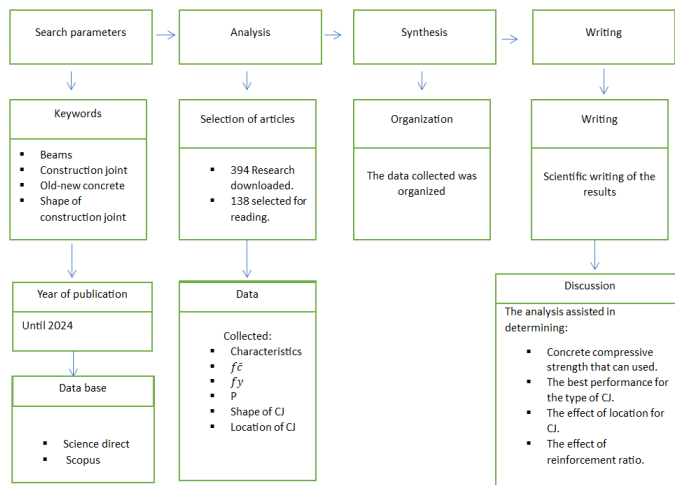 Search parameters
Analysis
Synthesis
Writing
Keywords
▪ Beams
▪ Construction joint
▪ Old-new concrete
▪ Shape of
construction joint
Selection of articles
▪ 394 Research
downloaded.
▪ 138 selected for
reading.
Organization
The data collected was
organized
Writing
Scientific writing of the
results
Year of publication
Until 2024
Data base
▪ Science direct
▪ Scopus
Data
Collected:
▪ Characteristics
▪ fc̄
▪ fy
▪ P
▪ Shape of CJ
▪ Location of CJ
Discussion
The analysis assisted in
determining:
▪ Concrete compressive
strength that can used.
▪ The best performance for
the type of CJ.
▪ The effect of location for
CJ.
▪ The effect of
reinforcement ratio.